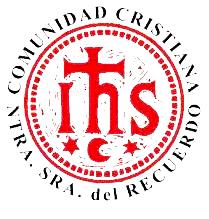 COMUNIDAD CRISTIANA
NTRA. SRA. del RECUERDO
ihs